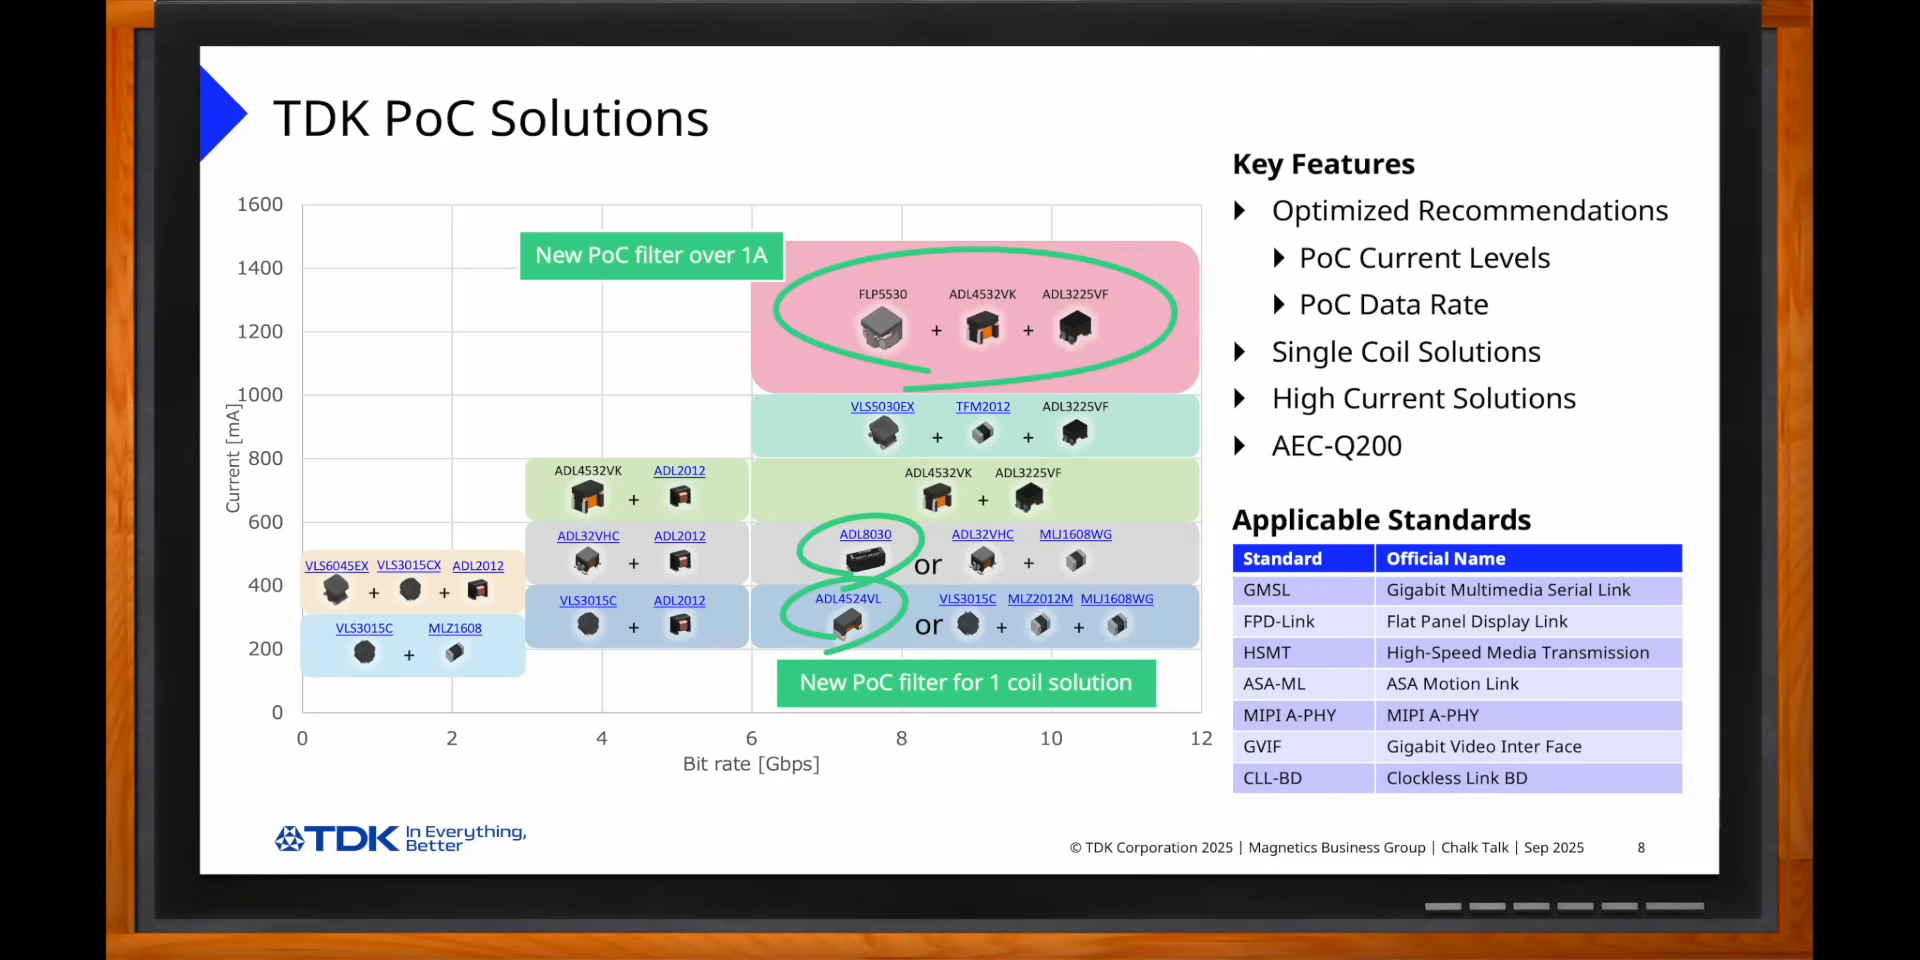 TDK PoC Solutions
1600
1400
1200
1000
800
600
400
200
0
Current [mA]
0 2 4 6 8 10 12
Bit rate [Gbps]
New PoC filter over 1A
FLP5530 ADL4532VK ADL3225VF
+ +
VLS5030EX TFM2012 ADL3225VF
+ +
ADL4532VK ADL2012
+
ADL4532VK ADL3225VF
+
ADL32VHC ADL2012
+
ADL8030 or ADL32VHC MLJ1608WG
+
VLS6045EX VLS3015CX ADL2012
+ +
VLS3015C ADL2012
+
ADL4524VL or VLS3015C MLZ2012M MLJ1608WG
+ +
VLS3015C MLZ1608
+
New PoC filter for 1 coil solution
Key Features
Optimized Recommendations
PoC Current Levels
PoC Data Rate
Single Coil Solutions
High Current Solutions
AEC-Q200
Applicable Standards
Standard Official Name
GMSL Gigabit Multimedia Serial Link
FPD-Link Flat Panel Display Link
HSMT High-Speed Media Transmission
ASA-ML ASA Motion Link
MIPI A-PHY MIPI A-PHY
GVIF Gigabit Video Inter Face
CLL-BD Clockless Link BD
TDK In Everything,
Better
© TDK Corporation 2025 | Magnetics Business Group | Chalk Talk | Sep 2025 8